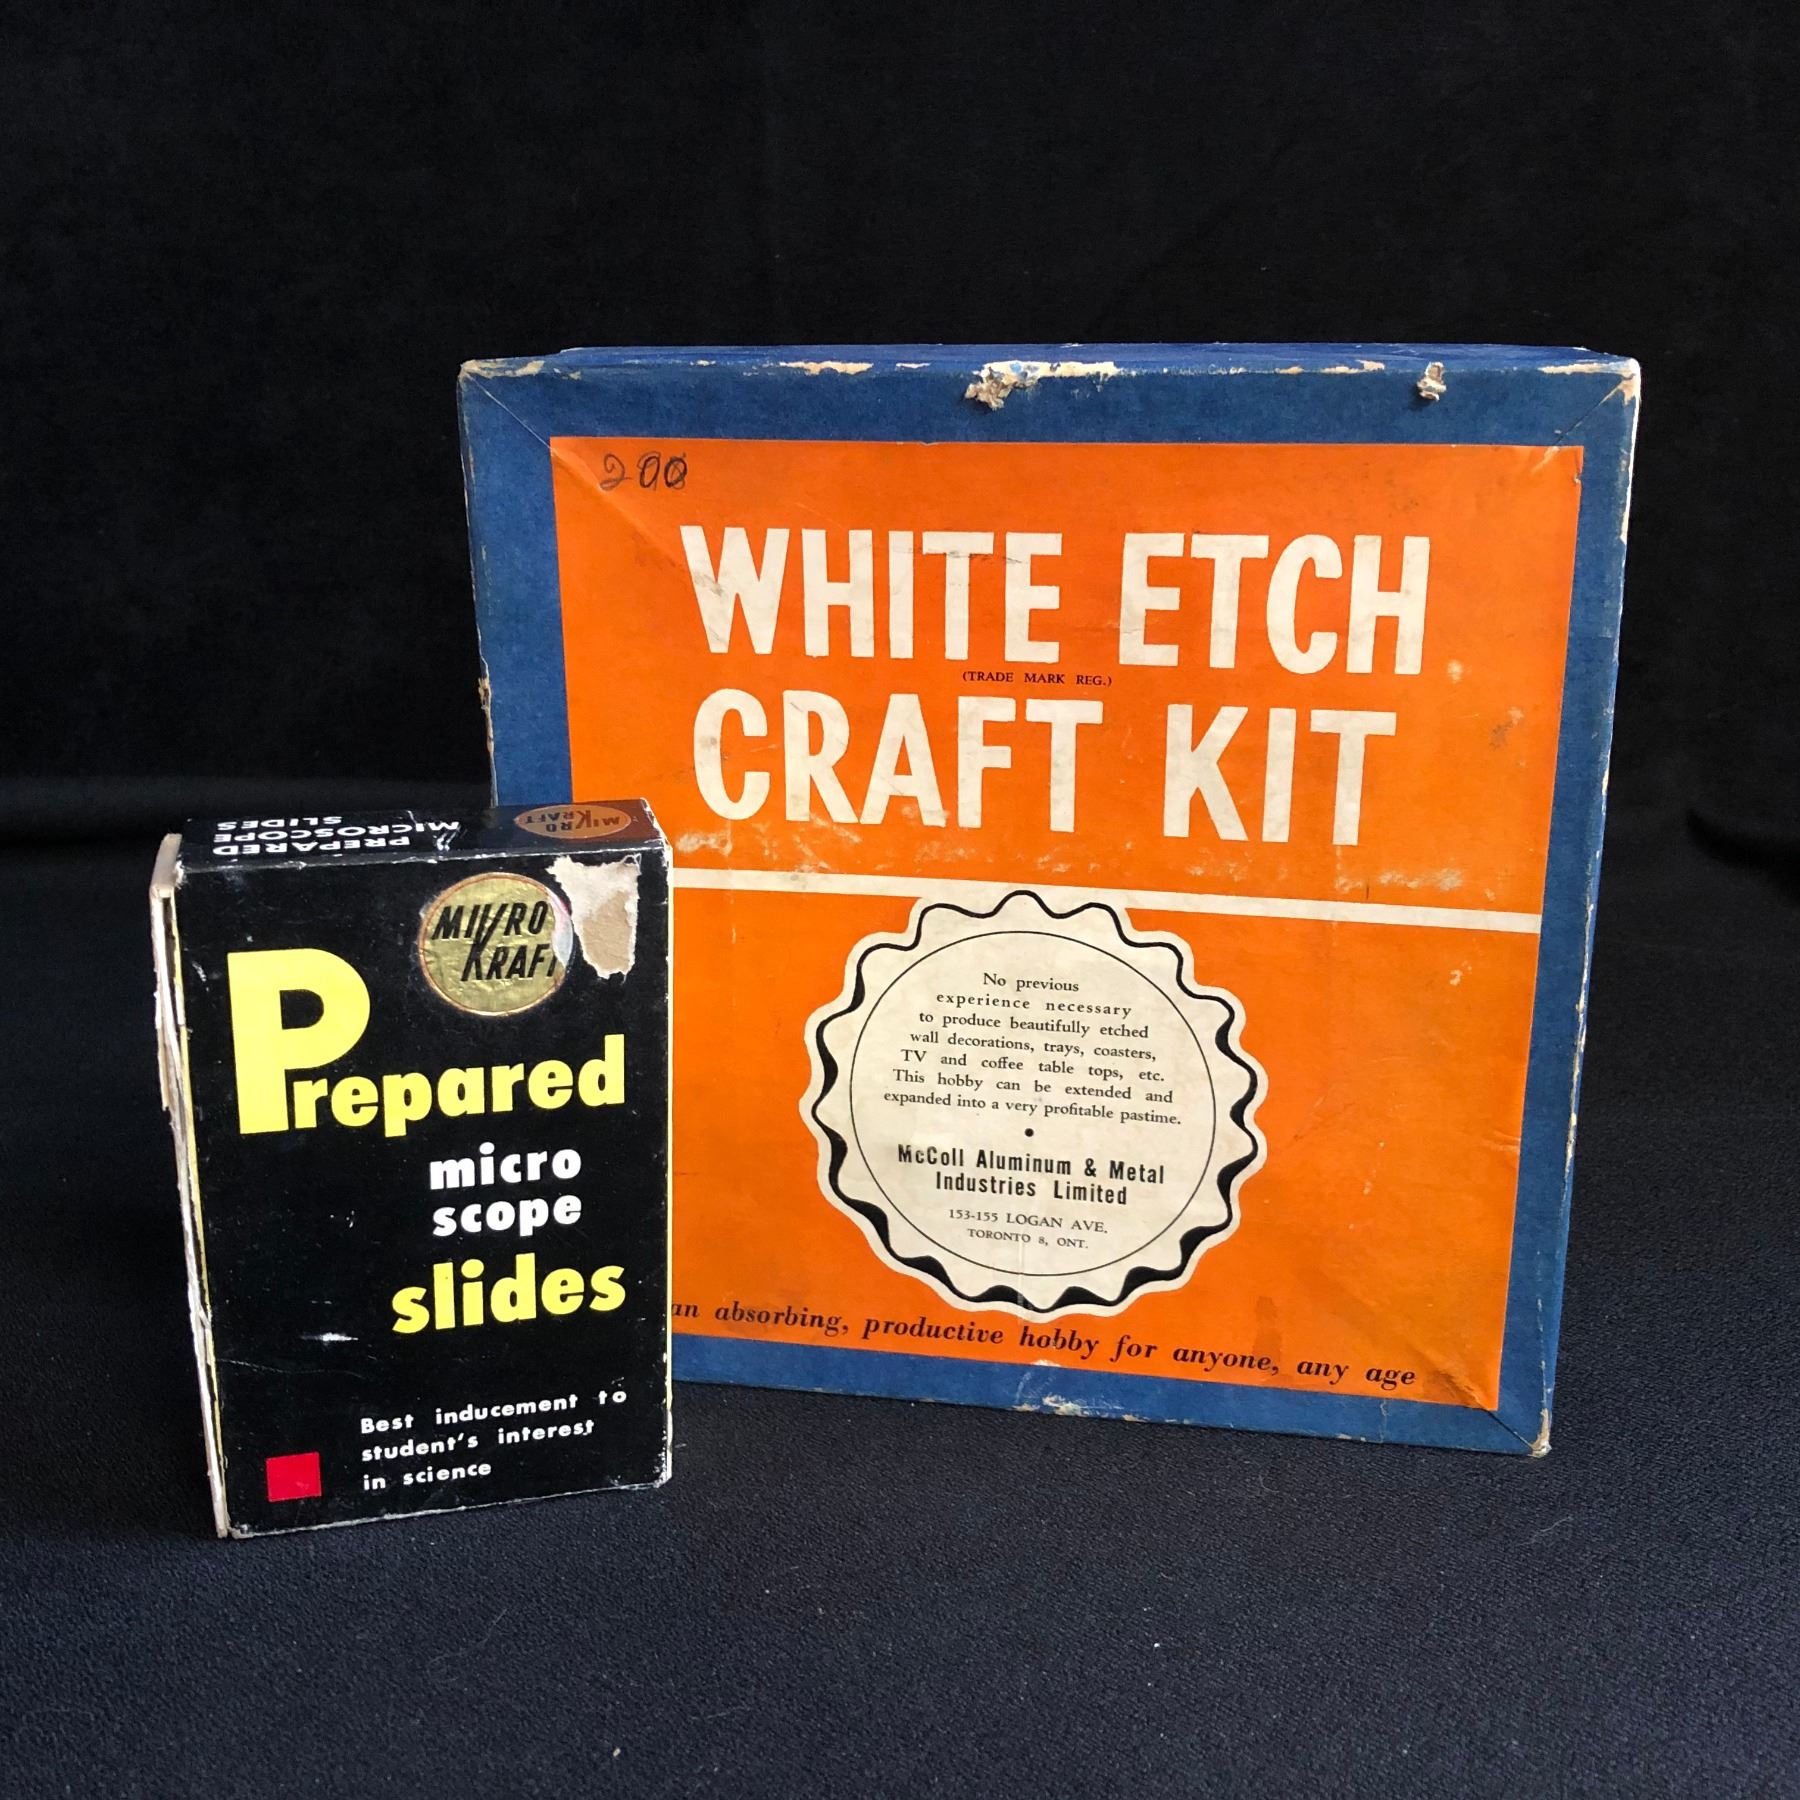 200
WHITE ETCH
(TRADE MARK REG.)
CRAFT KIT
No previous
experience necessary
to produce beautifully etched
wall decorations, trays, coasters,
TV and coffee table tops, etc.
This hobby can be extended and
expanded into a very profitable pastime.
•
McColl Aluminum & Metal
Industries Limited
153-155 LOGAN AVE.
TORONTO 8, ONT.
an absorbing, productive hobby for anyone, any age
PREPARED
MICROSCOPE
SLIDES
MIKRO
KRAFT
MIKRO
KRAF
Prepared
micro
scope
slides
Best inducement to
student's interest
in science